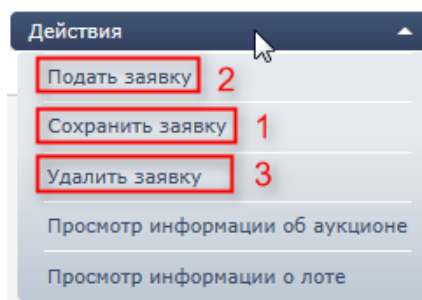 Действия
Подать заявку 2
Сохранить заявку 1
Удалить заявку 3
Просмотр информации об аукционе
Просмотр информации о лоте